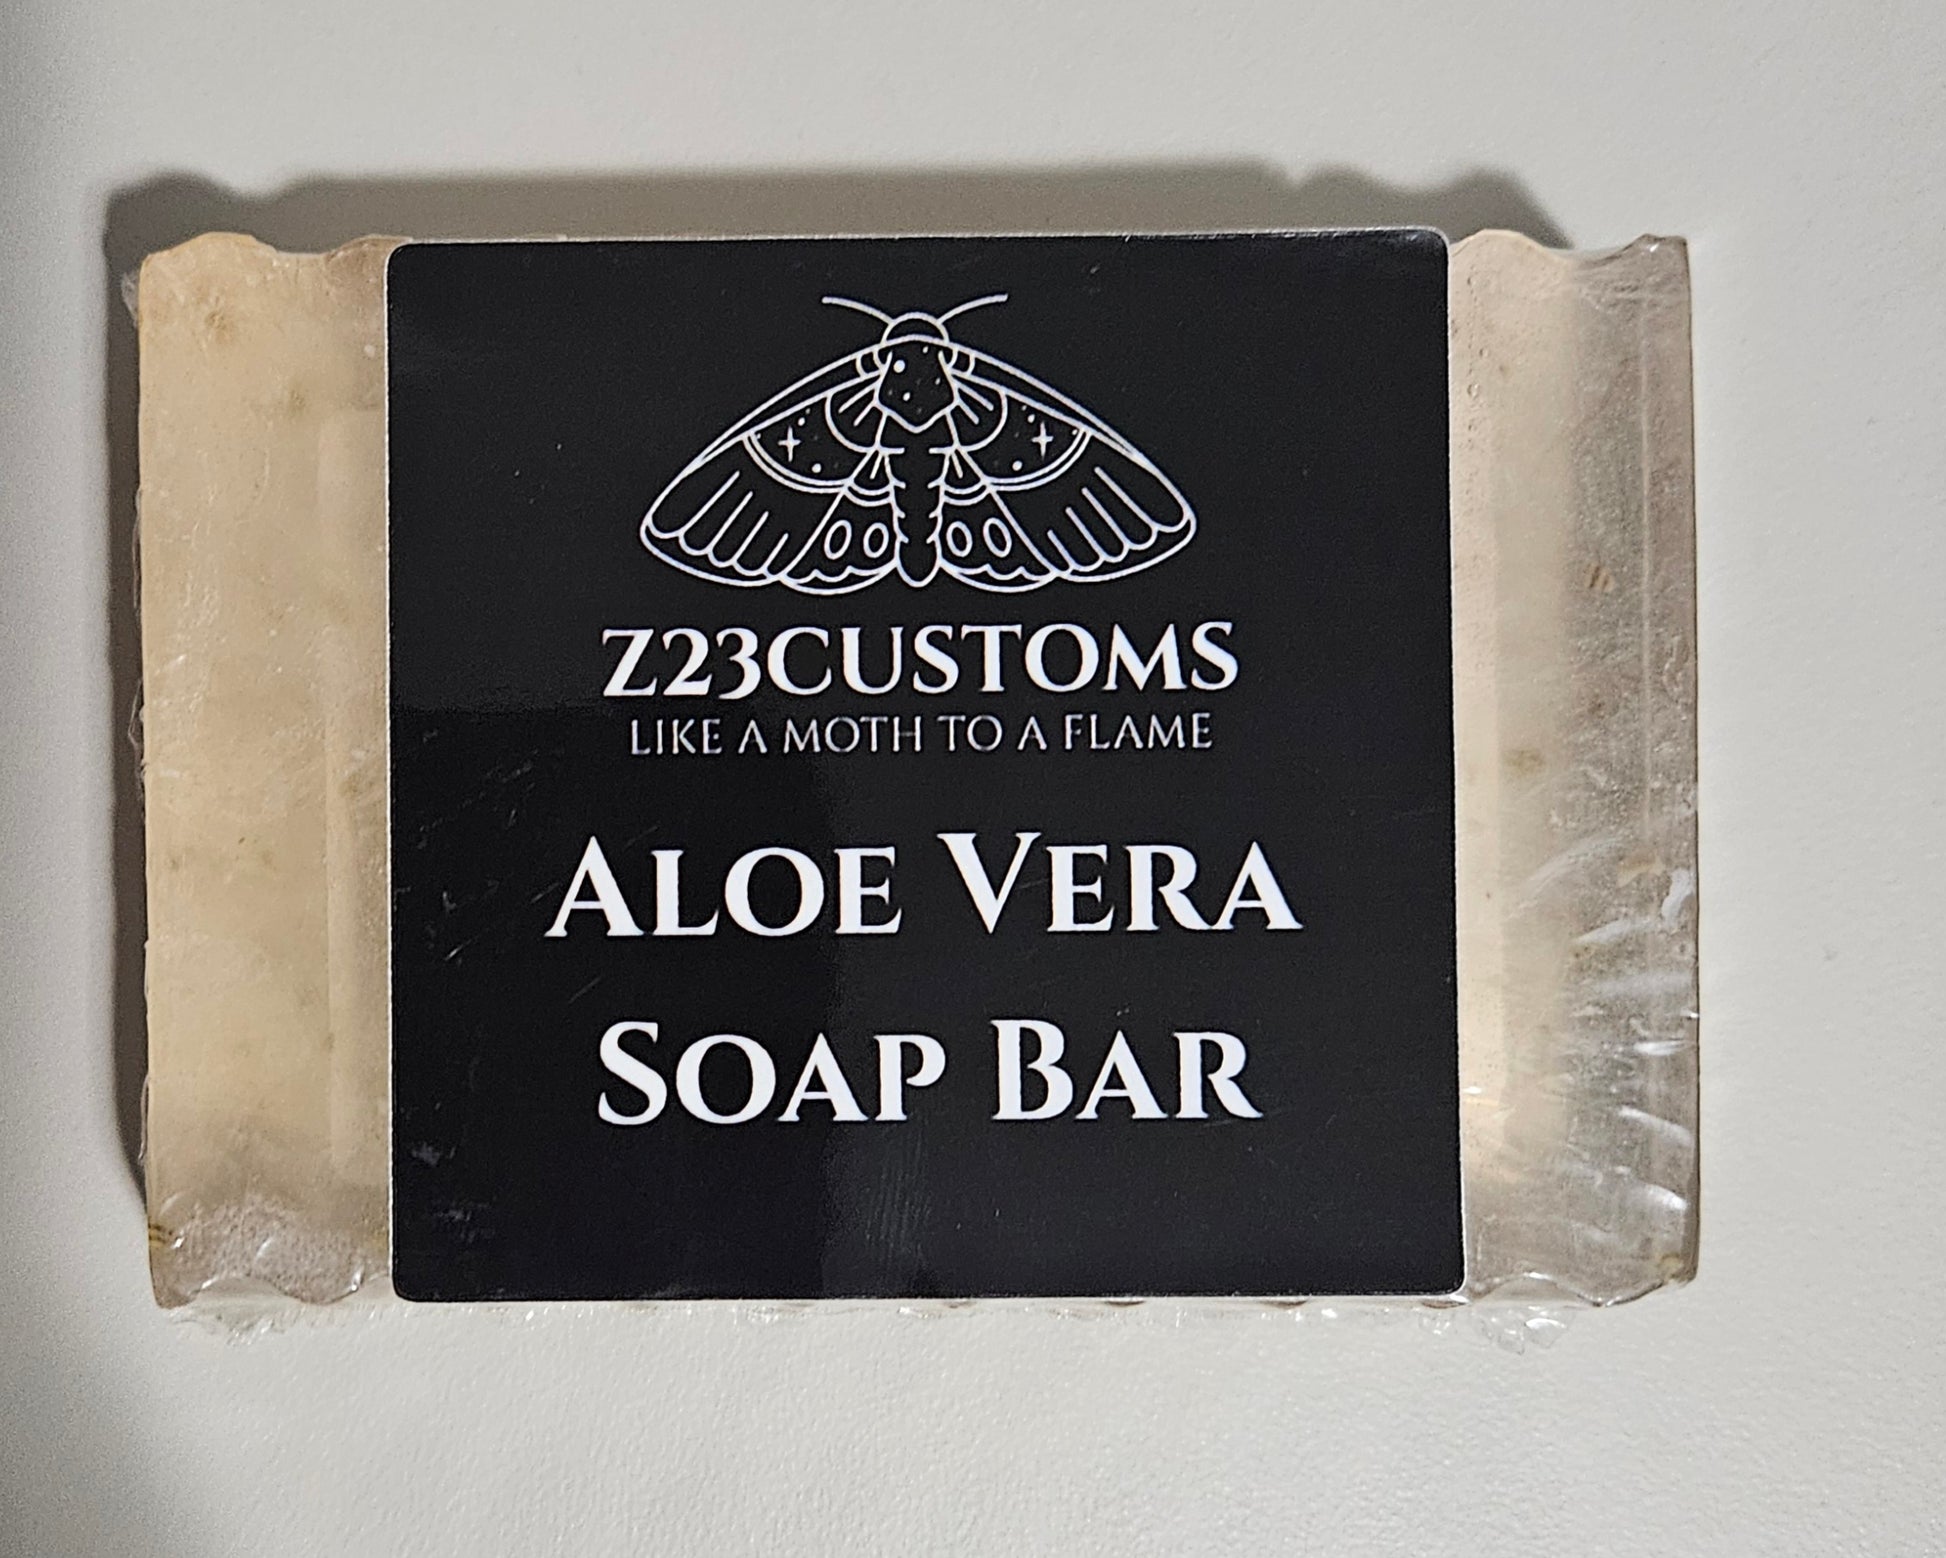 Z23CUSTOMS
LIKE A MOTH TO A FLAME
ALOE VERA
SOAP BAR